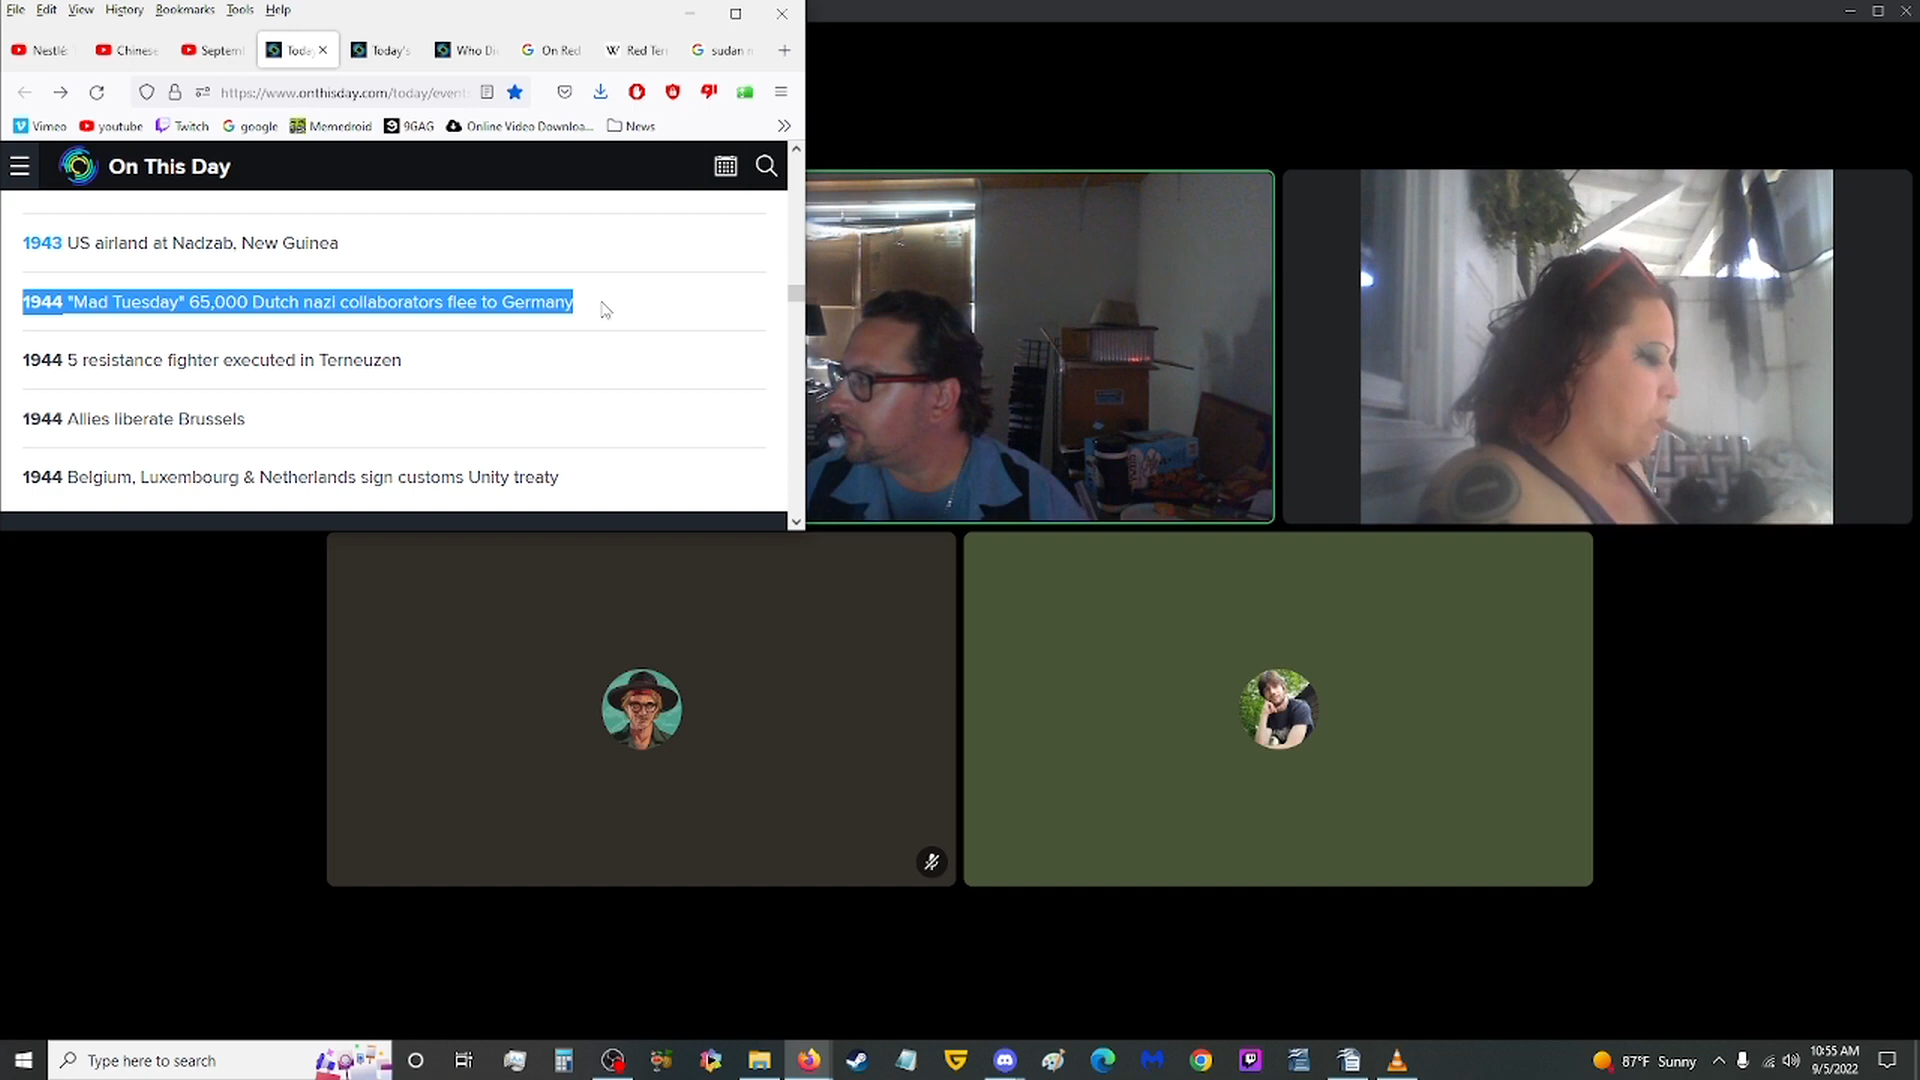 File Edit View History Bookmarks Tools Help
Nestlé Chinese Septem Today Today's Who Di On Red Red Ter sudan
https://www.onthisday.com/today/event
Vimeo youtube Twitch google Memedroid 9GAG Online Video Downloa... News
On This Day
1943 US airland at Nadzab, New Guinea
1944 "Mad Tuesday" 65,000 Dutch nazi collaborators flee to Germany
1944 5 resistance fighter executed in Terneuzen
1944 Allies liberate Brussels
1944 Belgium, Luxembourg & Netherlands sign customs Unity treaty
Type here to search
87°F Sunny
10:55 AM
9/5/2022